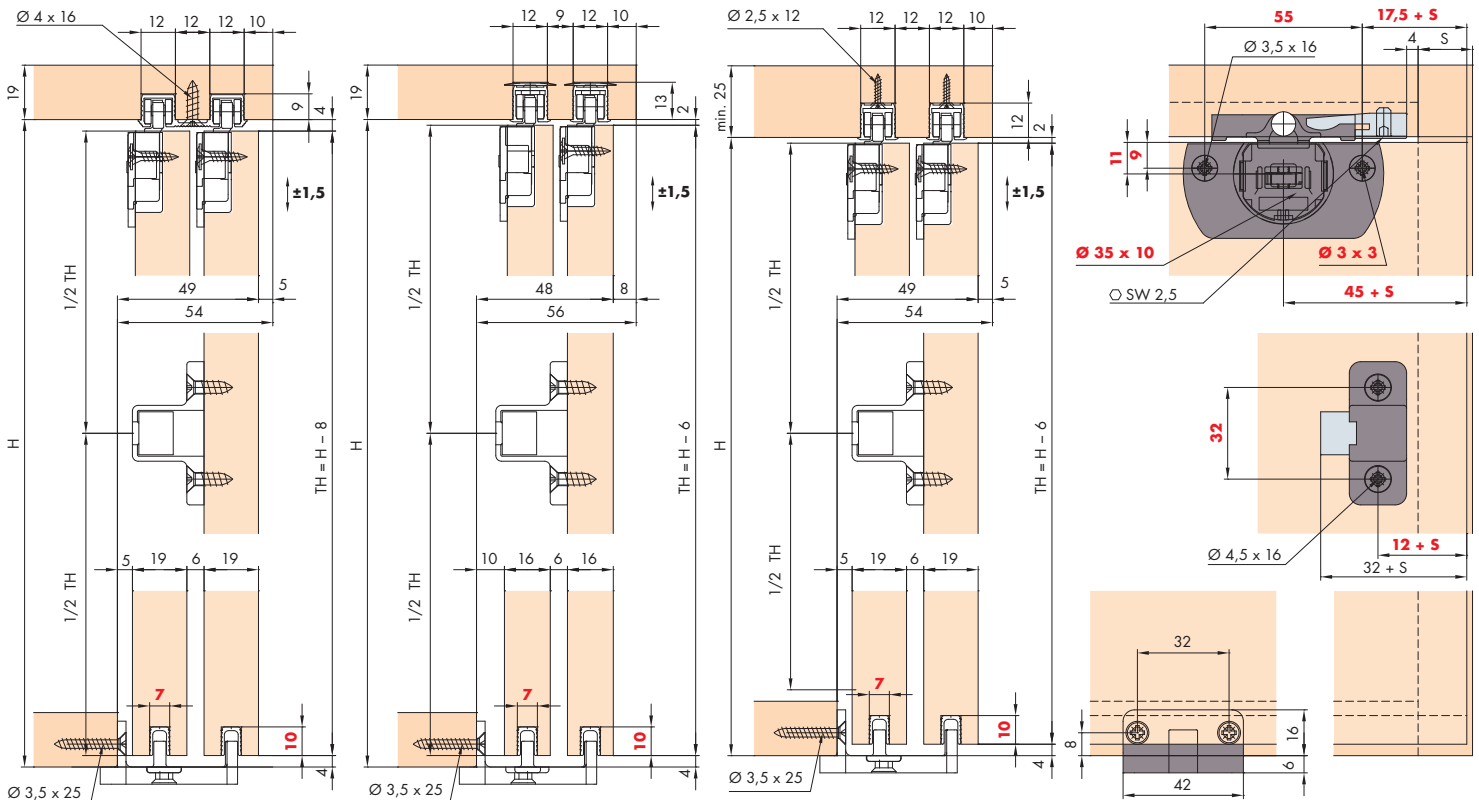 Ø 4 x 16
12 12 12 10
19
9
4
±1,5
1/2 TH
49 5
54
H
TH = H – 8
1/2 TH
5 19 6 19
7
10
4
Ø 3,5 x 25
12 9 12 10
19
13
2
±1,5
1/2 TH
48 8
56
H
TH = H – 6
1/2 TH
10 16 6 16
7
10
4
Ø 3,5 x 25
Ø 2,5 x 12
12 12 12 10
min. 25
12
2
±1,5
1/2 TH
49 5
54
H
TH = H – 6
1/2 TH
5 19 6 19
7
10
4
Ø 3,5 x 25
55 17,5 + S
Ø 3,5 x 16 4 S
11
9
Ø 35 x 10 Ø 3 x 3
SW 2,5 45 + S
32
Ø 4,5 x 16 12 + S
32 + S
32
8
16
6
42